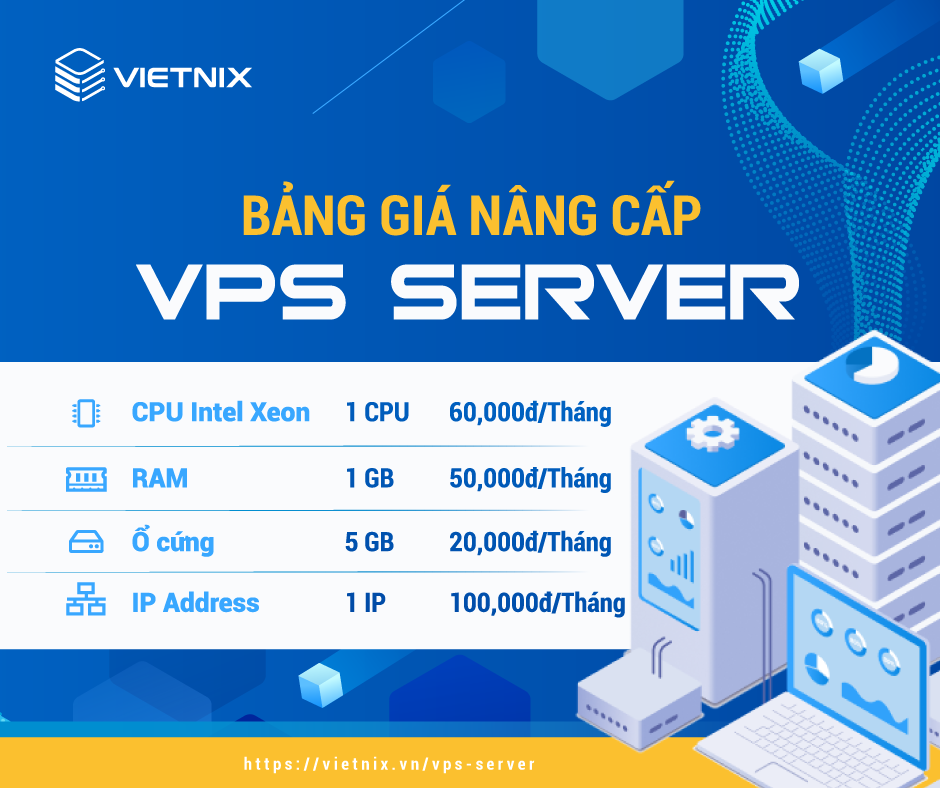 VIETNIX
BẢNG GIÁ NÂNG CẤP
VPS SERVER
CPU Intel Xeon 1 CPU 60,000đ/Tháng
RAM 1 GB 50,000đ/Tháng
Ổ cứng 5 GB 20,000đ/Tháng
IP Address 1 IP 100,000đ/Tháng
https://vietnix.vn/vps-server